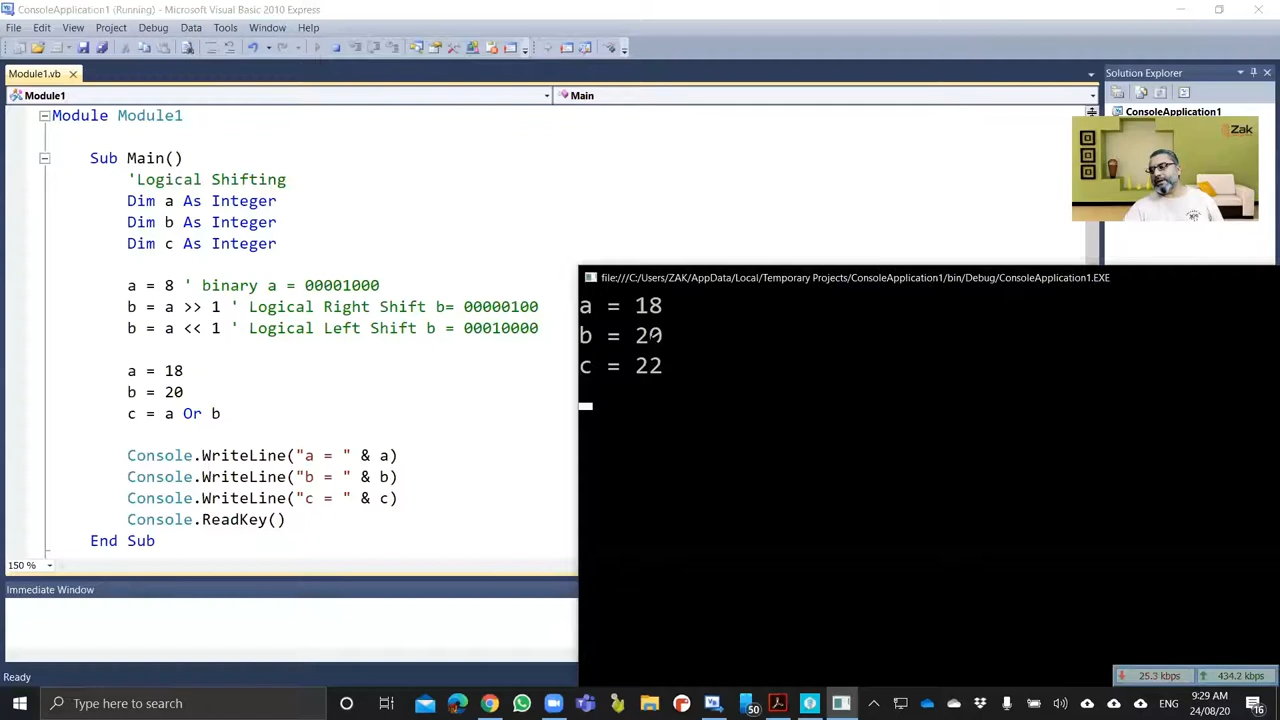 ConsoleApplication1 (Running) - Microsoft Visual Basic 2010 Express
File Edit View Project Debug Data Tools Window Help
Module1.vb
Solution Explorer
Module1
Main
ConsoleApplication1
Module Module1
Zak
Sub Main()
'Logical Shifting
Dim a As Integer
Dim b As Integer
Dim c As Integer
a = 8 ' binary a = 00001000
b = a >> 1 ' Logical Right Shift b= 00000100
b = a << 1 ' Logical Left Shift b = 00010000
a = 18
b = 20
c = a Or b
Console.WriteLine("a = " & a)
Console.WriteLine("b = " & b)
Console.WriteLine("c = " & c)
Console.ReadKey()
End Sub
file:///C:/Users/ZAK/AppData/Local/Temporary Projects/ConsoleApplication1/bin/Debug/ConsoleApplication1.EXE
a = 18
b = 20
c = 22
150 %
Immediate Window
Ready
25.3 kbps
434.2 kbps
Type here to search
50
ENG
9:29 AM
24/08/20
16